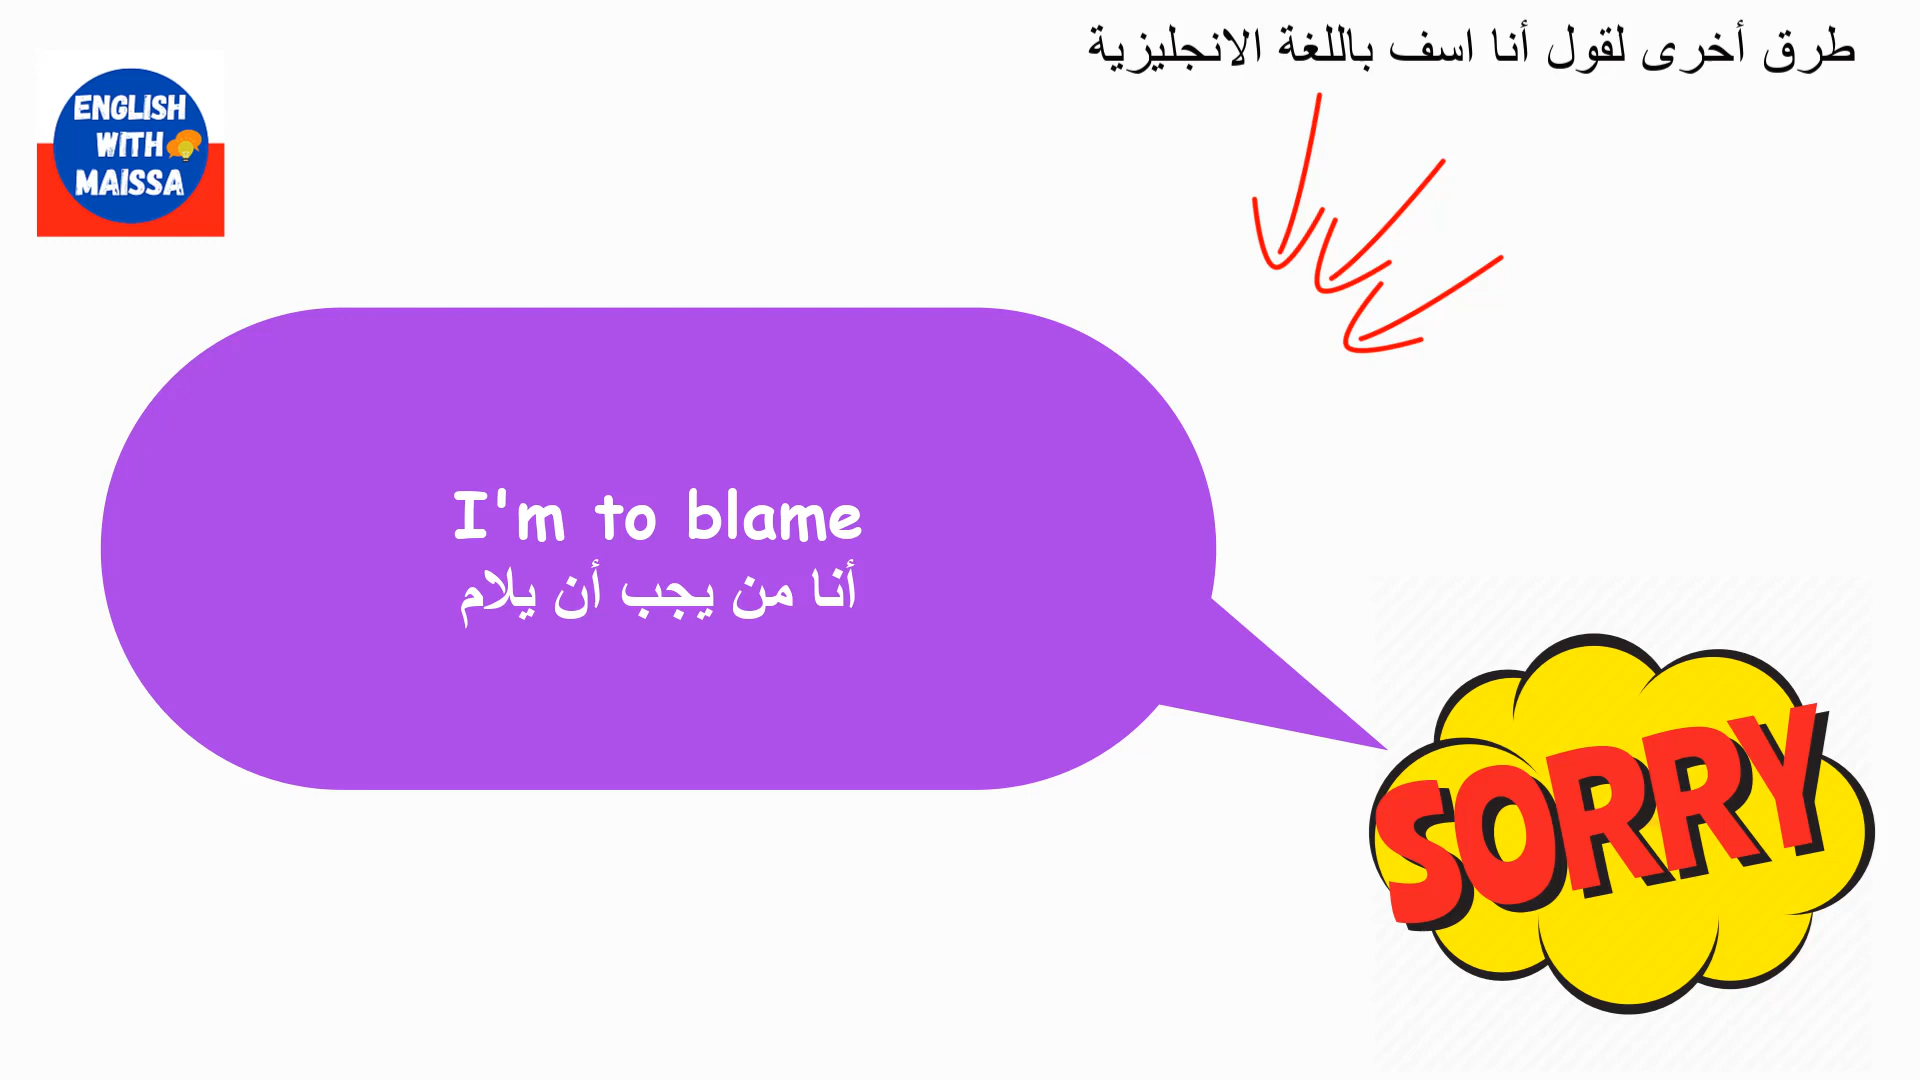 طرق أخرى لقول أنا اسف باللغة الانجليزية
ENGLISH
WITH
MAISSA
I'm to blame
أنا من يجب أن يلام
SORRY